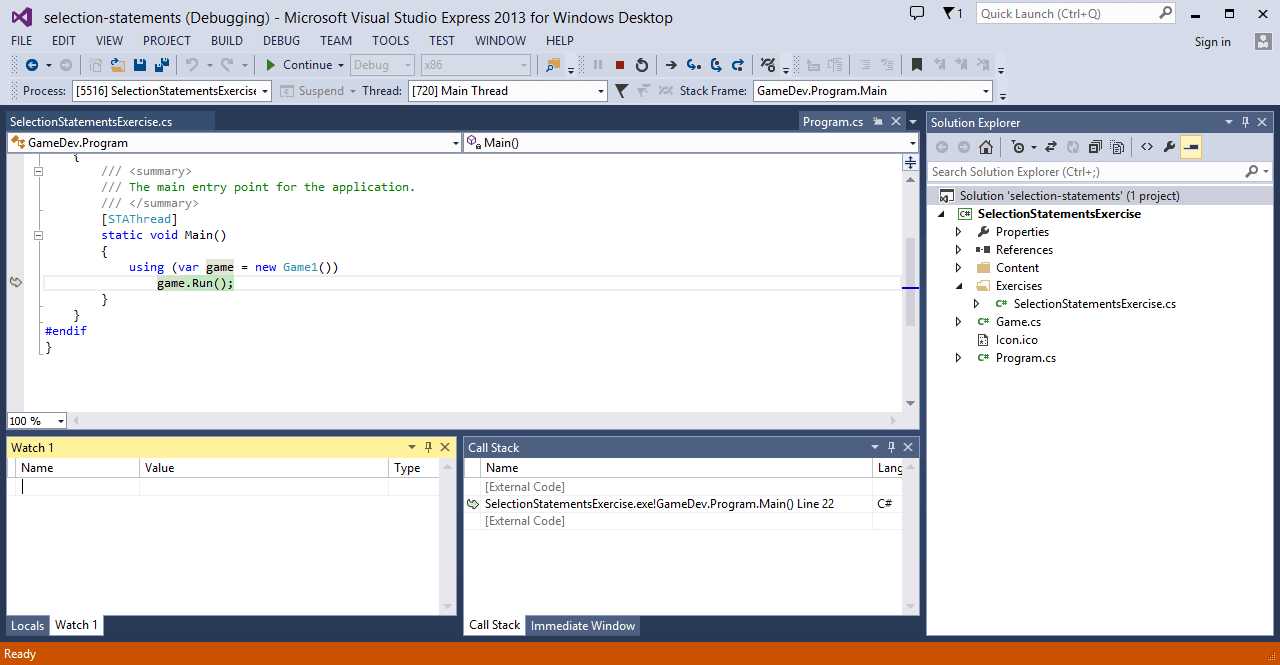 selection-statements (Debugging) - Microsoft Visual Studio Express 2013 for Windows Desktop
1
Quick Launch (Ctrl+Q)
FILE EDIT VIEW PROJECT BUILD DEBUG TEAM TOOLS TEST WINDOW HELP
Sign in
Continue Debug x86
Process: [5516] SelectionStatementsExercise Suspend Thread: [720] Main Thread Stack Frame: GameDev.Program.Main
SelectionStatementsExercise.cs
Program.cs
GameDev.Program
Main()
{
/// <summary>
/// The main entry point for the application.
/// </summary>
[STAThread]
static void Main()
{
using (var game = new Game1())
game.Run();
}
}
#endif
}
100 %
Solution Explorer
Search Solution Explorer (Ctrl+;)
Solution 'selection-statements' (1 project)
C# SelectionStatementsExercise
Properties
References
Content
Exercises
C# SelectionStatementsExercise.cs
C# Game.cs
Icon.ico
C# Program.cs
Watch 1
Name Value Type
Locals Watch 1
Call Stack
Name Lang
[External Code]
SelectionStatementsExercise.exe!GameDev.Program.Main() Line 22 C#
[External Code]
Call Stack Immediate Window
Ready